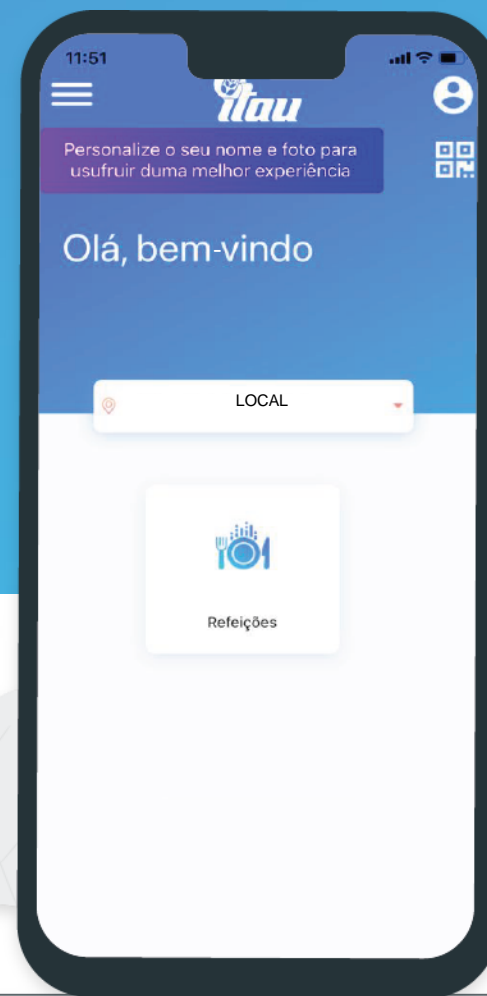 11:51
itau
Personalize o seu nome e foto para
usufruir duma melhor experiência
Olá, bem-vindo
LOCAL
Refeições